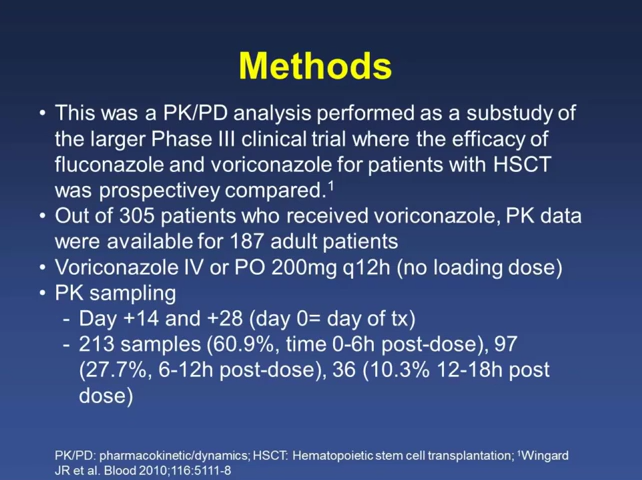 Methods
• This was a PK/PD analysis performed as a substudy of
the larger Phase III clinical trial where the efficacy of
fluconazole and voriconazole for patients with HSCT
was prospectivey compared.¹
• Out of 305 patients who received voriconazole, PK data
were available for 187 adult patients
• Voriconazole IV or PO 200mg q12h (no loading dose)
• PK sampling
- Day +14 and +28 (day 0= day of tx)
- 213 samples (60.9%, time 0-6h post-dose), 97
(27.7%, 6-12h post-dose), 36 (10.3% 12-18h post
dose)
PK/PD: pharmacokinetic/dynamics; HSCT: Hematopoietic stem cell transplantation; ¹Wingard
JR et al. Blood 2010;116:5111-8